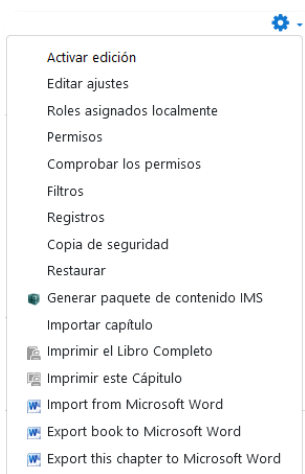 Activar edición
Editar ajustes
Roles asignados localmente
Permisos
Comprobar los permisos
Filtros
Registros
Copia de seguridad
Restaurar
Generar paquete de contenido IMS
Importar capítulo
Imprimir el Libro Completo
Imprimir este Cápitulo
Import from Microsoft Word
Export book to Microsoft Word
Export this chapter to Microsoft Word